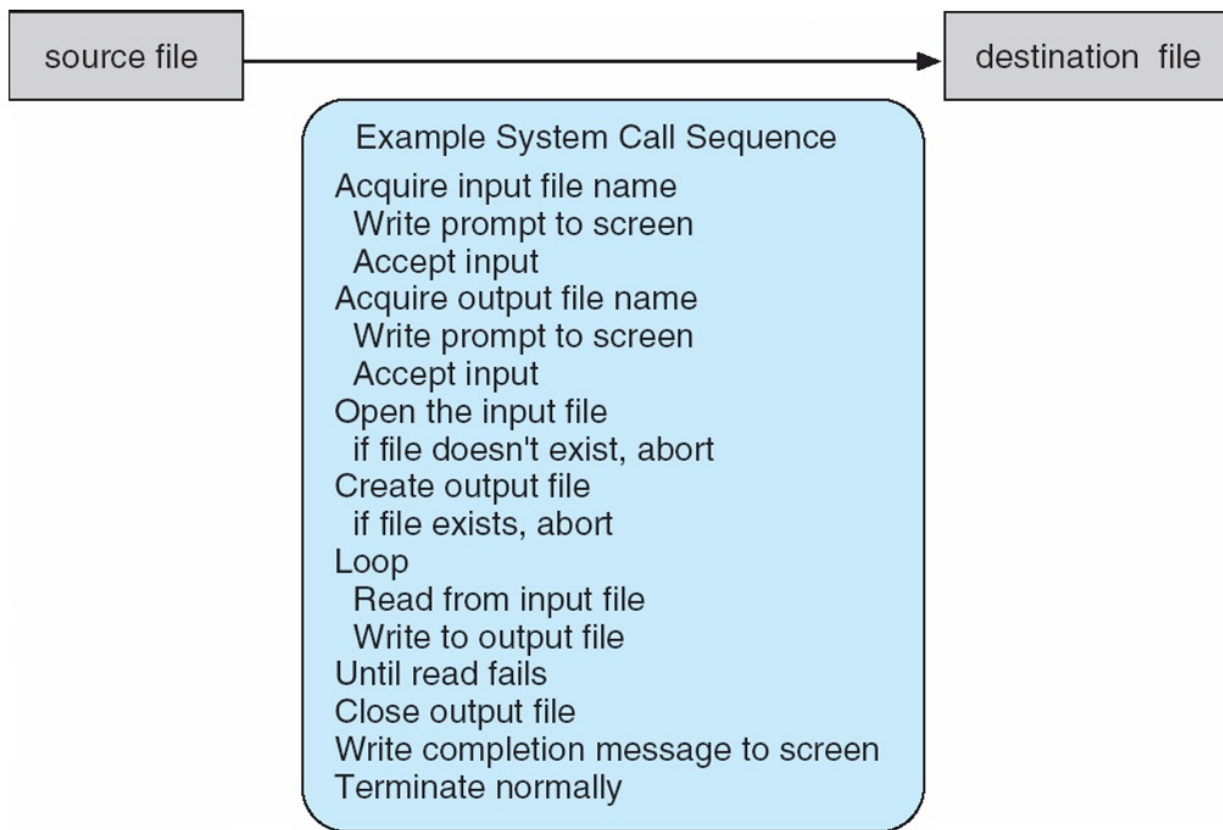 source file
destination file
Example System Call Sequence
Acquire input file name
Write prompt to screen
Accept input
Acquire output file name
Write prompt to screen
Accept input
Open the input file
if file doesn't exist, abort
Create output file
if file exists, abort
Loop
Read from input file
Write to output file
Until read fails
Close output file
Write completion message to screen
Terminate normally